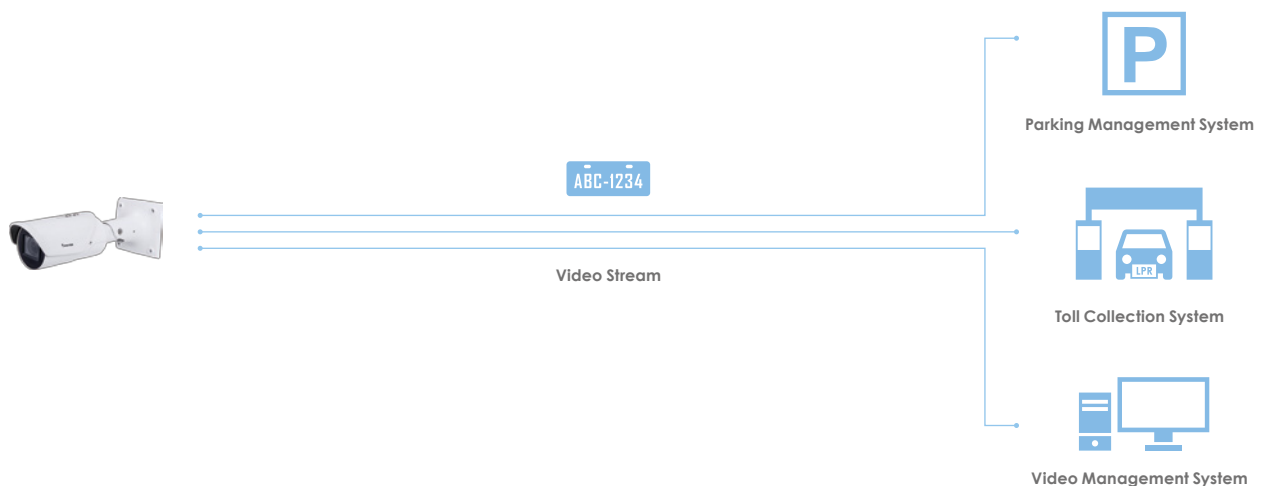 Parking Management System
ABC-1234
Video Stream
LPR
Toll Collection System
Video Management System